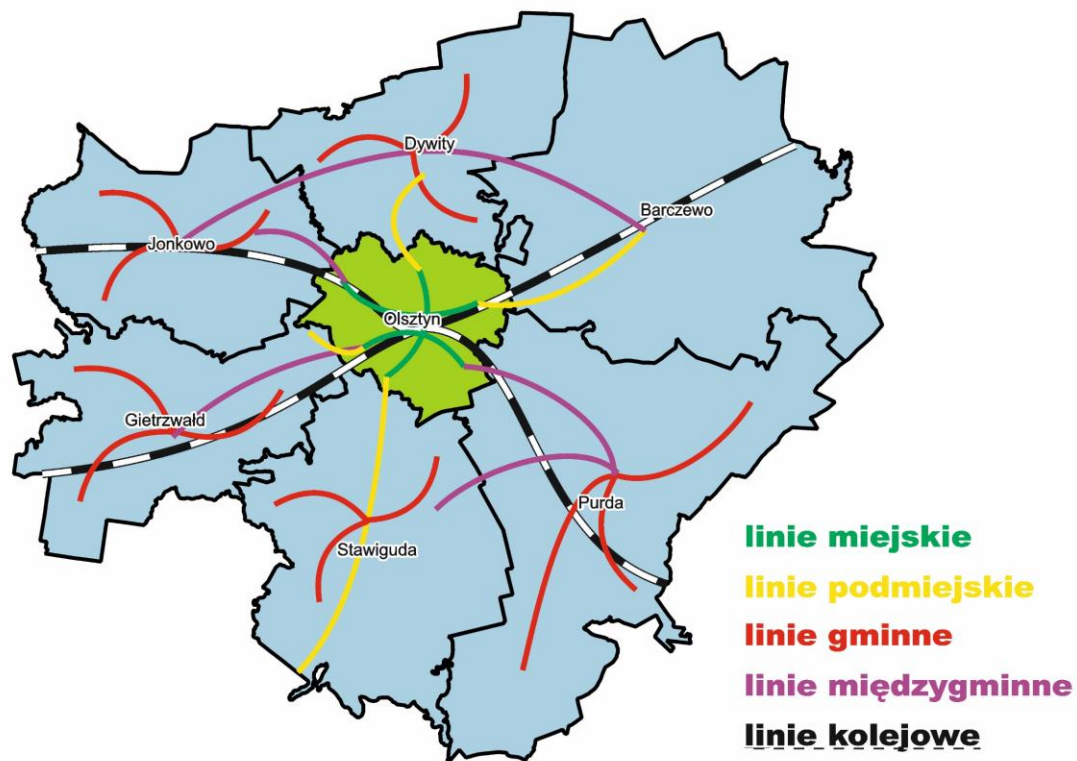 Dywity
Barczewo
Jonkowo
Olsztyn
Gietrzwałd
Purda
Stawiguda
linie miejskie
linie podmiejskie
linie gminne
linie międzygminne
linie kolejowe